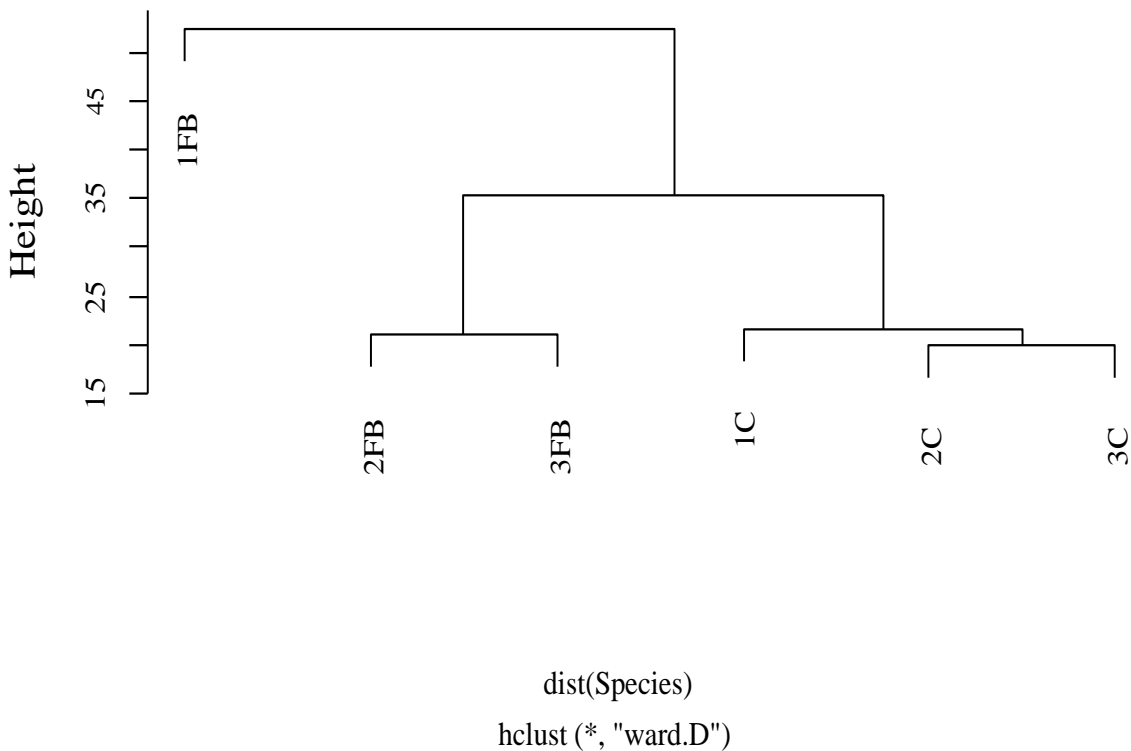 Height
45
35
25
15
1FB
2FB
3FB
1C
2C
3C
dist(Species)
hclust (*, "ward.D")